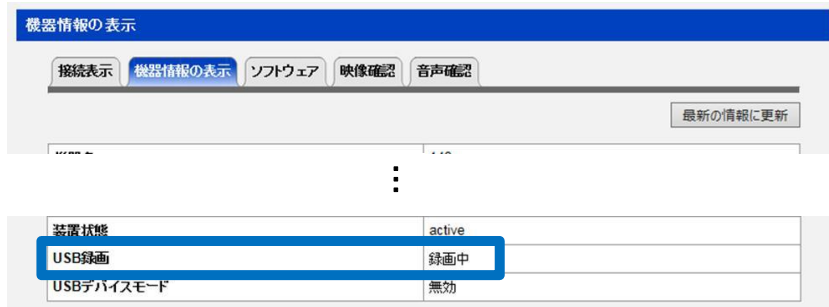 機器情報の表示
接続表示 機器情報の表示 ソフトウェア 映像確認 音声確認
最新の情報に更新
装置状態 active
USB録画 録画中
USBデバイスモード 無効